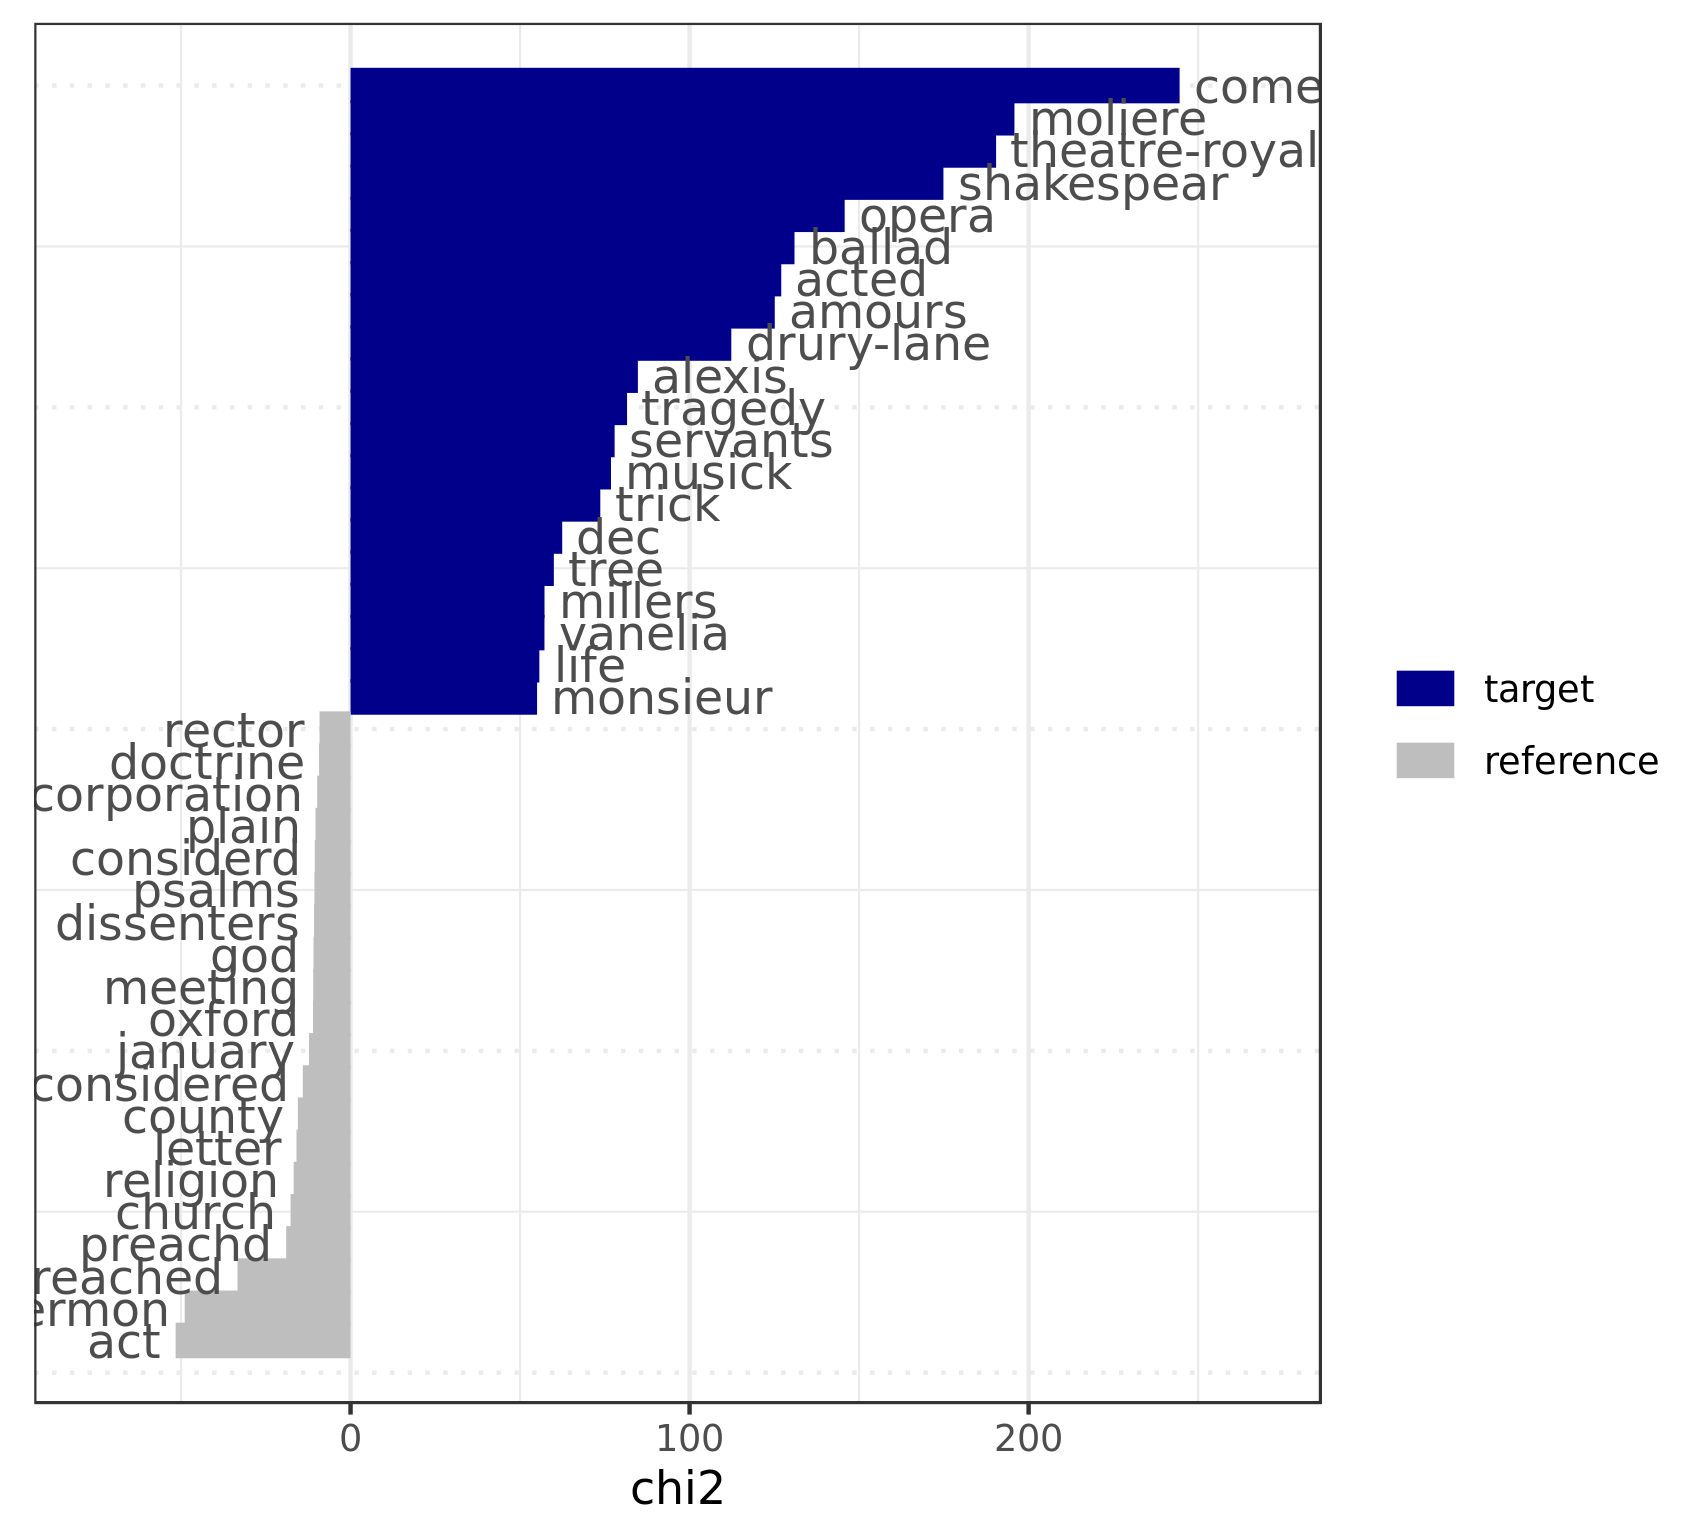 come
moliere
theatre-royal
shakespear
opera
ballad
acted
amours
drury-lane
alexis
tragedy
servants
musick
trick
dec
tree
millers
vanelia
life
monsieur
rector
doctrine
corporation
plain
considerd
psalms
dissenters
god
meeting
oxford
january
considered
county
letter
religion
church
preachd
reached
ermon
act
target
reference
0 100 200
chi2